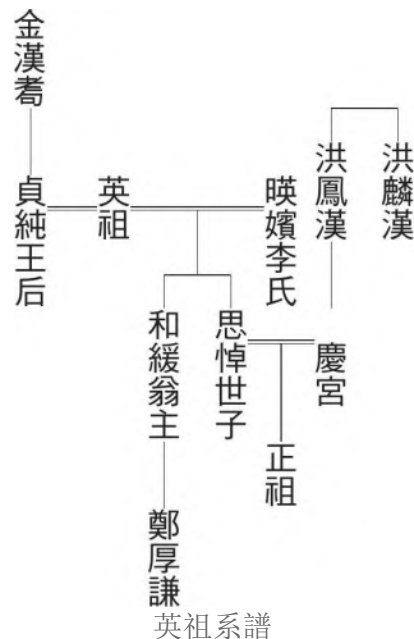 金漢耈
貞純王后
英祖
暎嬪李氏
洪鳳漢
洪麟漢
和緩翁主
思悼世子
慶宮
正祖
鄭厚謙
英祖系譜